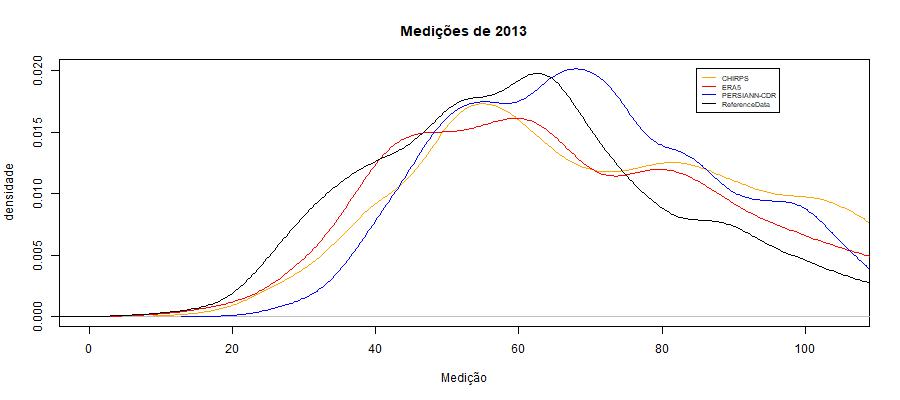 Medições de 2013
densidade
0.020
0.015
0.010
0.005
0.000
CHIRPS
ERA5
PERSIANN-CDR
ReferenceData
0 20 40 60 80 100
Medição